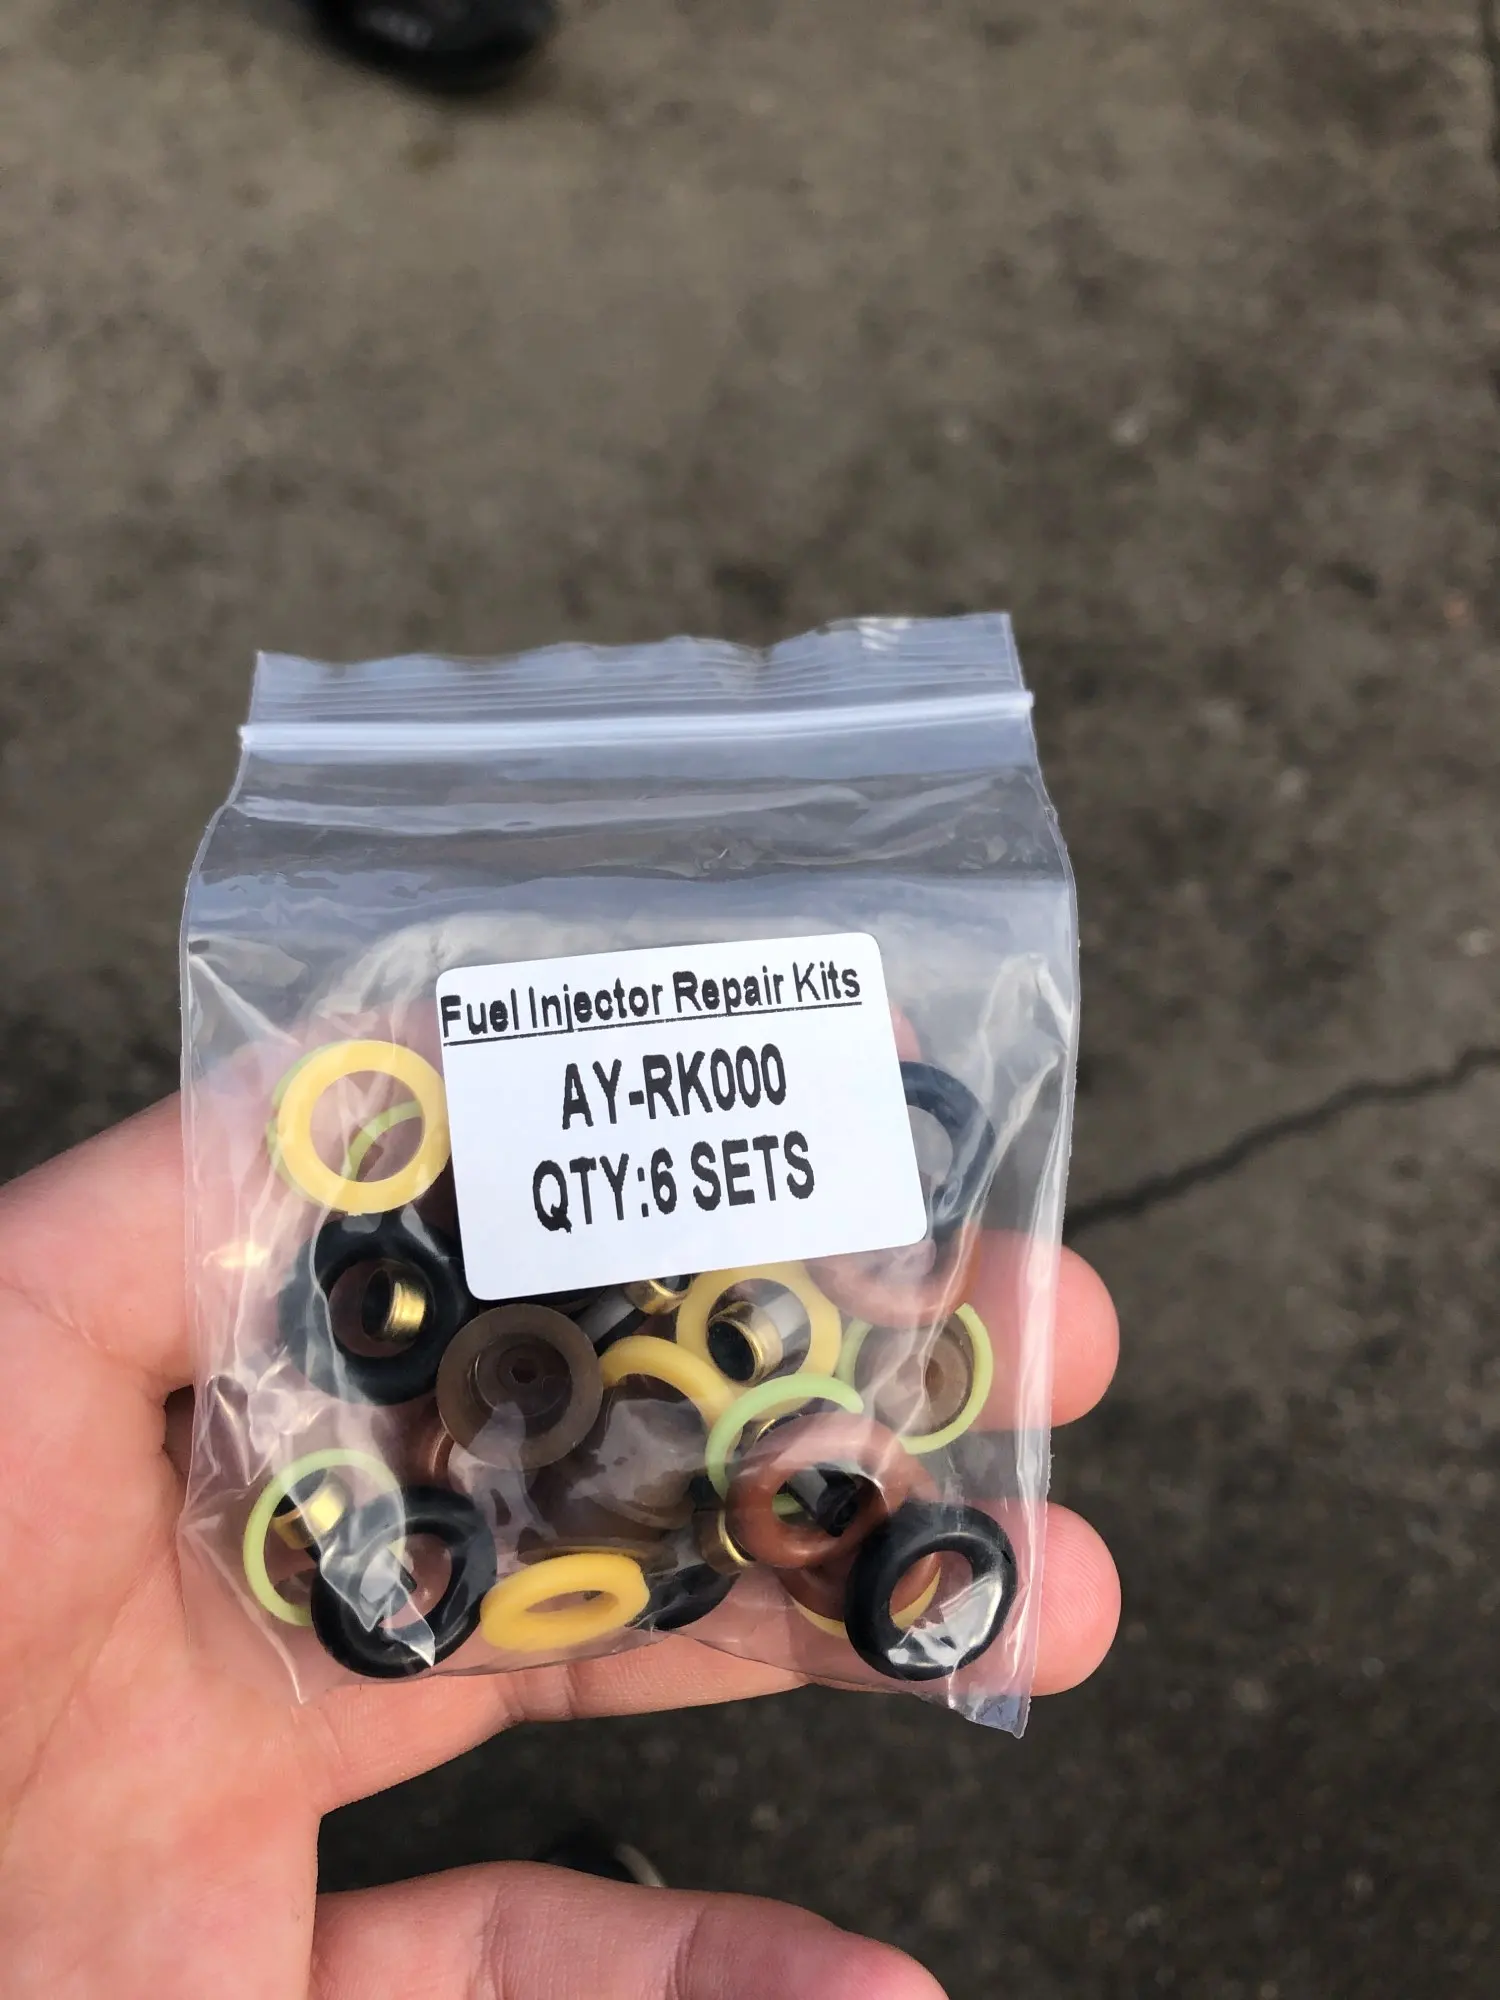 Fuel Injector Repair Kits
AY-RK000
QTY:6 SETS